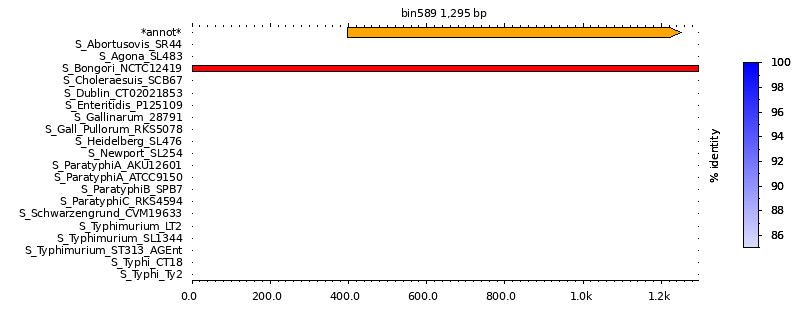 bin589 1,295 bp
*annot*
S_Abortusovis_SR44
S_Agona_SL483
S_Bongori_NCTC12419
S_Choleraesuis_SCB67
S_Dublin_CT02021853
S_Enteritidis_P125109
S_Gallinarum_28791
S_Gall_Pullorum_RKS5078
S_Heidelberg_SL476
S_Newport_SL254
S_ParatyphiA_AKU12601
S_ParatyphiA_ATCC9150
S_ParatyphiB_SPB7
S_ParatyphiC_RKS4594
S_Schwarzengrund_CVM19633
S_Typhimurium_LT2
S_Typhimurium_SL1344
S_Typhimurium_ST313_AGEnt
S_Typhi_CT18
S_Typhi_Ty2
0.0 200.0 400.0 600.0 800.0 1.0k 1.2k
% identity
100
98
96
94
92
90
88
86